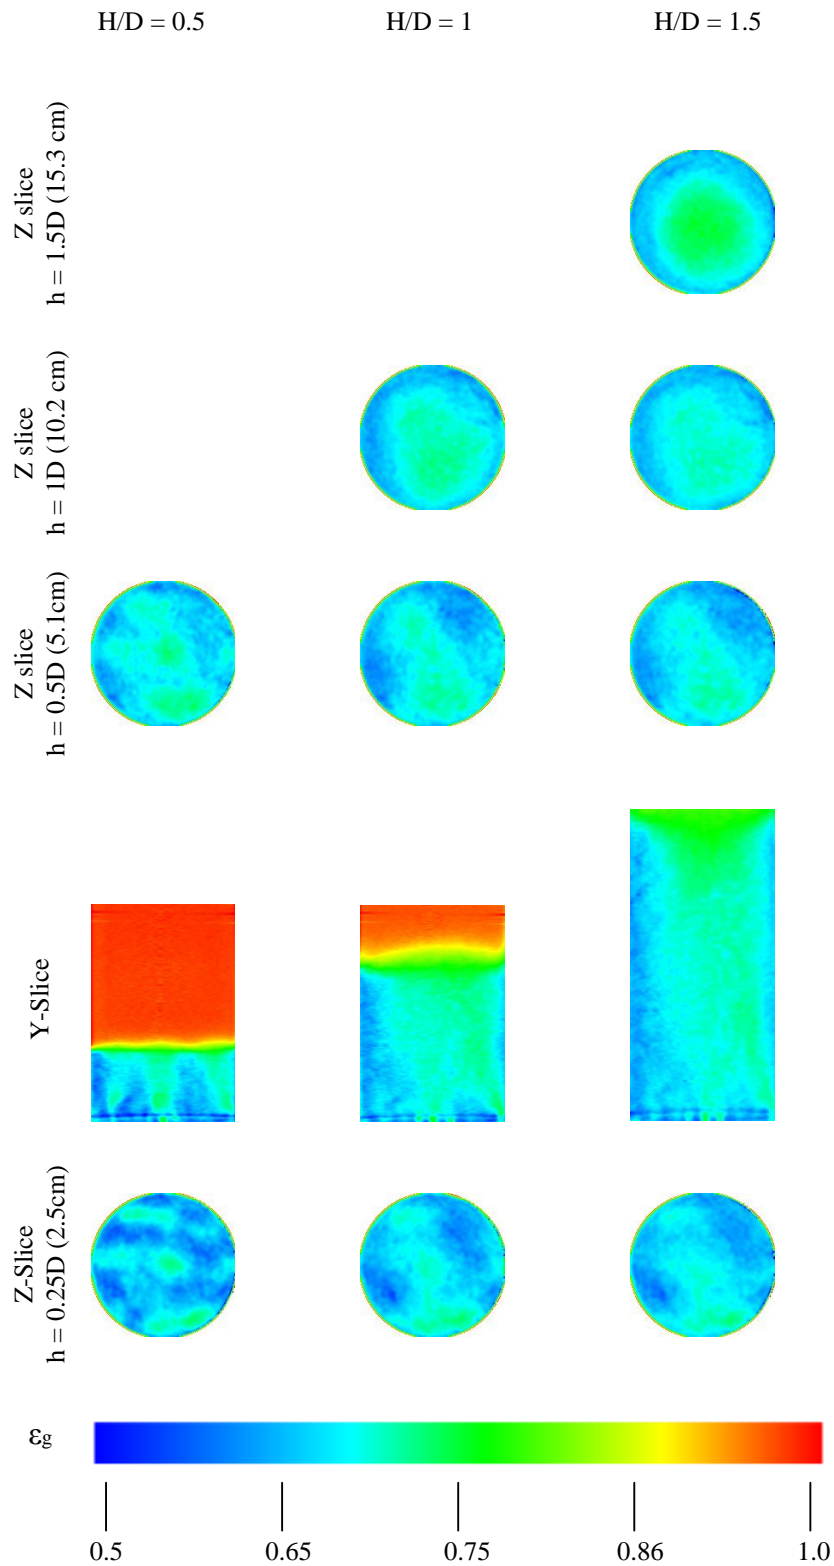 H/D = 0.5
H/D = 1
H/D = 1.5
Z slice
h = 1.5D (15.3 cm)
Z slice
h = 1D (10.2 cm)
Z slice
h = 0.5D (5.1cm)
Y-Slice
Z-Slice
h = 0.25D (2.5cm)
εg
0.5
0.65
0.75
0.86
1.0